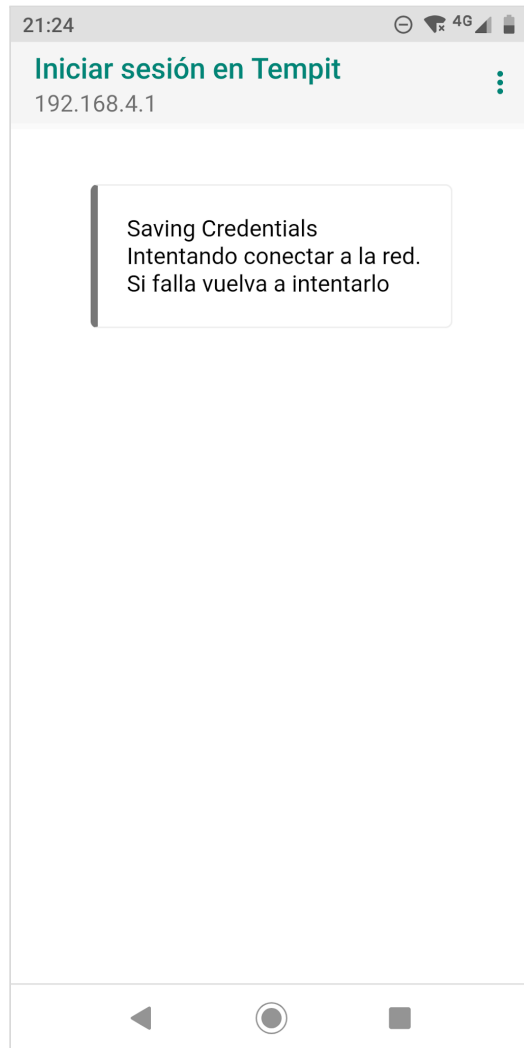 21:24
4G
Iniciar sesión en Tempit
192.168.4.1
Saving Credentials
Intentando conectar a la red.
Si falla vuelva a intentarlo